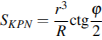 S_{KPN} = \frac{r^3}{R} ctg \frac{φ}{2}